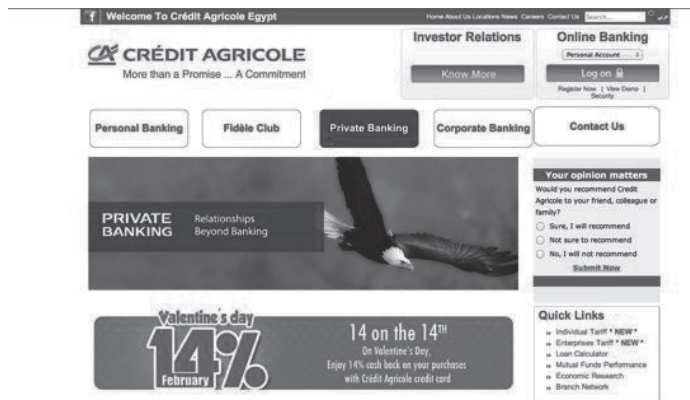 f Welcome To Crédit Agricole Egypt
Home About Us Locations News Careers Contact Us Search... عربي
CRÉDIT AGRICOLE
More than a Promise ... A Commitment
Investor Relations
Know More
Online Banking
Personal Account
Log on
Register Now | View Demo |
Security
Personal Banking
Fidèle Club
Private Banking
Corporate Banking
Contact Us
PRIVATE
BANKING
Relationships
Beyond Banking
Your opinion matters
Would you recommend Credit
Agricole to your friend, colleague or
family?
Sure, I will recommend
Not sure to recommend
No, I will not recommend
Submit Now
Valentine's day
14%
February
14 on the 14TH
On Valentine's Day,
Enjoy 14% cash back on your purchases
with Crédit Agricole credit card
Quick Links
Individual Tariff * NEW *
Enterprises Tariff * NEW *
Loan Calculator
Mutual Funds Performance
Economic Research
Branch Network